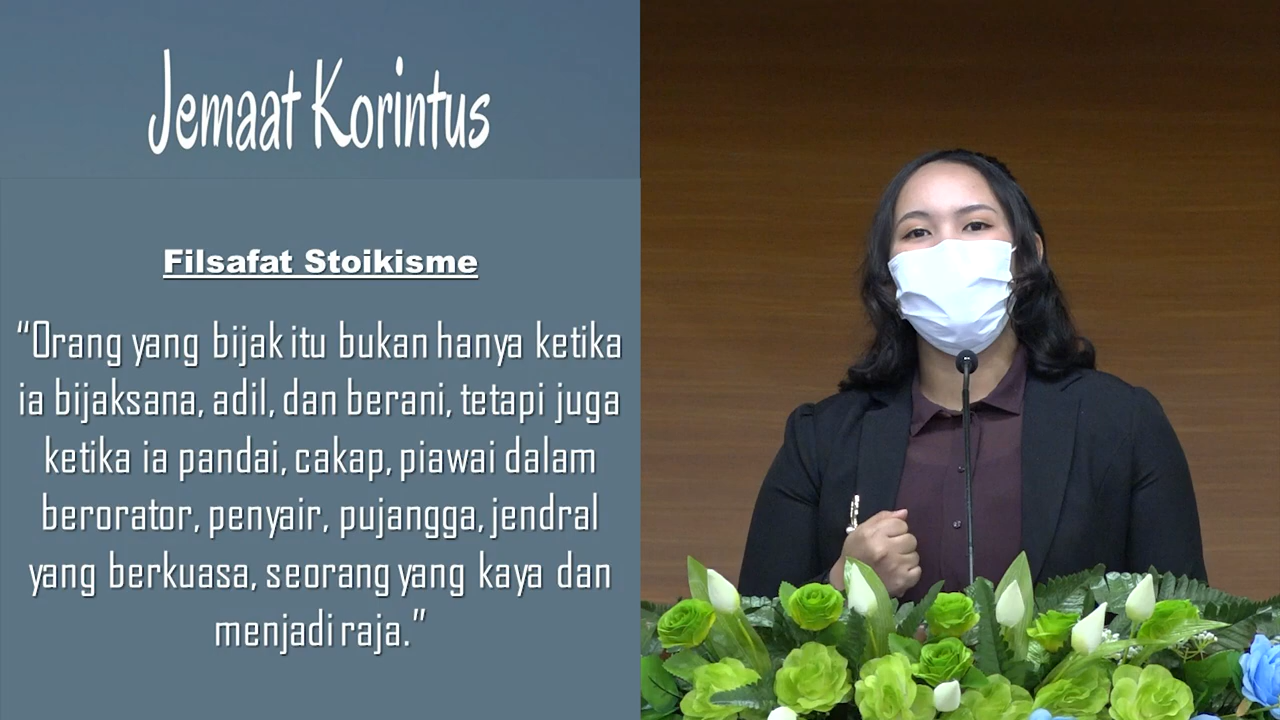 Jemaat Korintus
Filsafat Stoikisme
“Orang yang bijak itu bukan hanya ketika
ia bijaksana, adil, dan berani, tetapi juga
ketika ia pandai, cakap, piawai dalam
berorator, penyair, pujangga, jendral
yang berkuasa, seorang yang kaya dan
menjadi raja.”